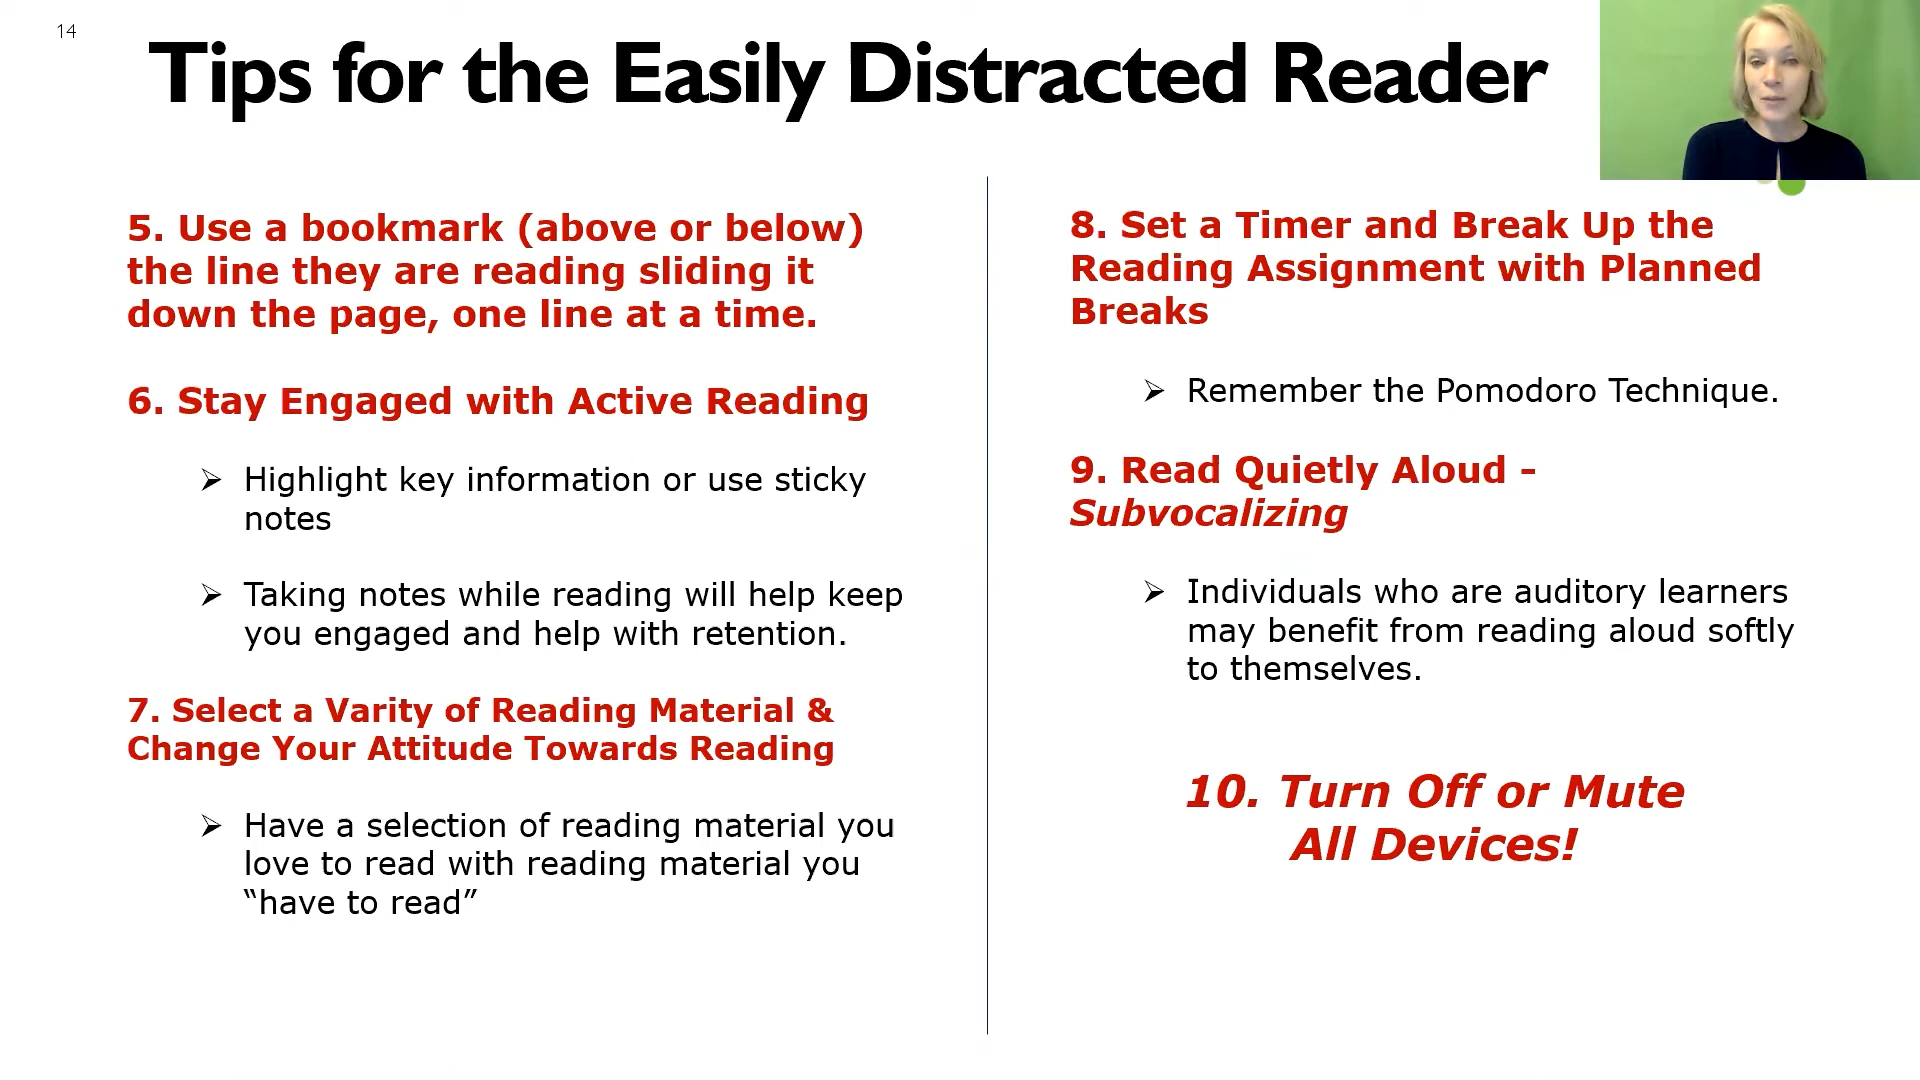 14
Tips for the Easily Distracted Reader
5. Use a bookmark (above or below)
the line they are reading sliding it
down the page, one line at a time.
6. Stay Engaged with Active Reading
➢ Highlight key information or use sticky
notes
➢ Taking notes while reading will help keep
you engaged and help with retention.
7. Select a Varity of Reading Material &
Change Your Attitude Towards Reading
➢ Have a selection of reading material you
love to read with reading material you
“have to read”
8. Set a Timer and Break Up the
Reading Assignment with Planned
Breaks
➢ Remember the Pomodoro Technique.
9. Read Quietly Aloud -
Subvocalizing
➢ Individuals who are auditory learners
may benefit from reading aloud softly
to themselves.
10. Turn Off or Mute
All Devices!